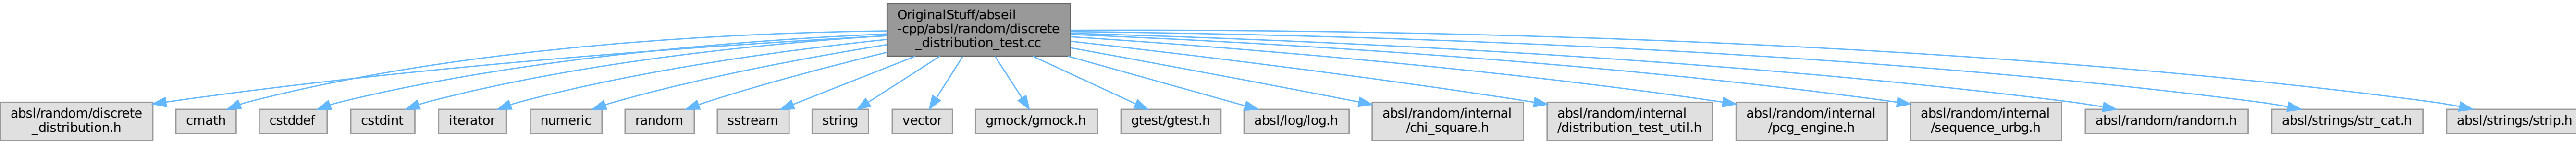 OriginalStuff/abseil
-cpp/absl/random/discrete
_distribution_test.cc
absl/random/discrete
_distribution.h
cmath
cstddef
cstdint
iterator
numeric
random
sstream
string
vector
gmock/gmock.h
gtest/gtest.h
absl/log/log.h
absl/random/internal
/chi_square.h
absl/random/internal
/distribution_test_util.h
absl/random/internal
/pcg_engine.h
absl/random/internal
/sequence_urbg.h
absl/random/random.h
absl/strings/str_cat.h
absl/strings/strip.h